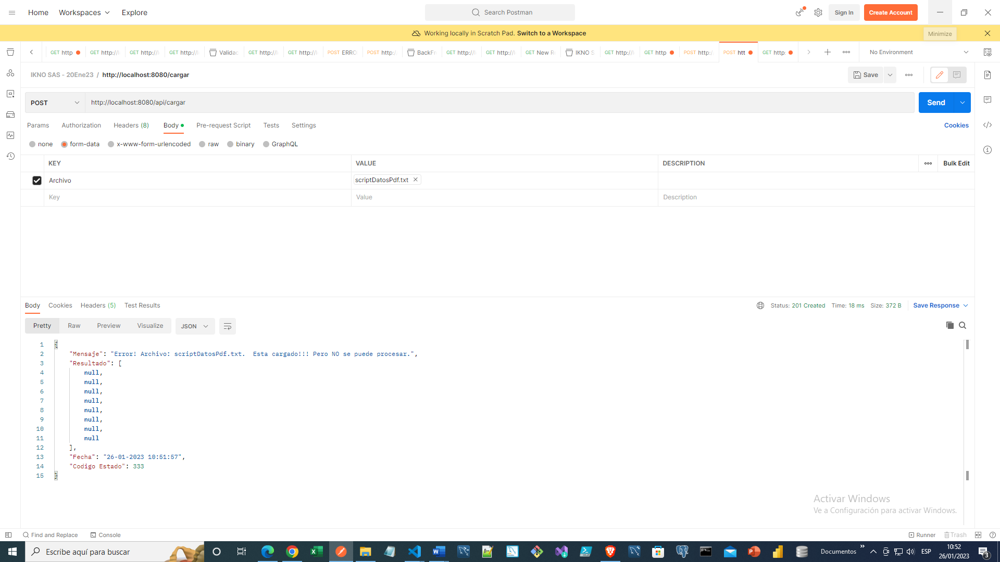 Home Workspaces Explore Search Postman Sign In Create Account
Working locally in Scratch Pad. Switch to a Workspace Minimize
GET http GET http:// GET http:// GET http:// Validac GET http:// GET http:// POST ERRO POST http:/ BackFr GET http:// GET http:// GET New R IKNO S GET http:// GET http POST http:/ POST htt GET http: No Environment
IKNO SAS - 20Ene23 / http://localhost:8080/cargar Save
POST http://localhost:8080/api/cargar Send
Params Authorization Headers (8) Body Pre-request Script Tests Settings Cookies
none form-data x-www-form-urlencoded raw binary GraphQL
KEY VALUE DESCRIPTION Bulk Edit
Archivo scriptDatosPdf.txt
Key Value Description
Body Cookies Headers (5) Test Results Status: 201 Created Time: 18 ms Size: 372 B Save Response
Pretty Raw Preview Visualize JSON
1 {
2 "Mensaje": "Error! Archivo: scriptDatosPdf.txt.  Esta cargado!!! Pero NO se puede procesar.",
3 "Resultado": [
4 null,
5 null,
6 null,
7 null,
8 null,
9 null,
10 null,
11 null
12 ],
13 "Fecha": "26-01-2023 10:51:57",
14 "Codigo Estado": 333
15 }
Activar Windows
Ve a Configuración para activar Windows.
Find and Replace Console Runner Trash
Escribe aquí para buscar Documentos ESP 10:52
26/01/2023 3